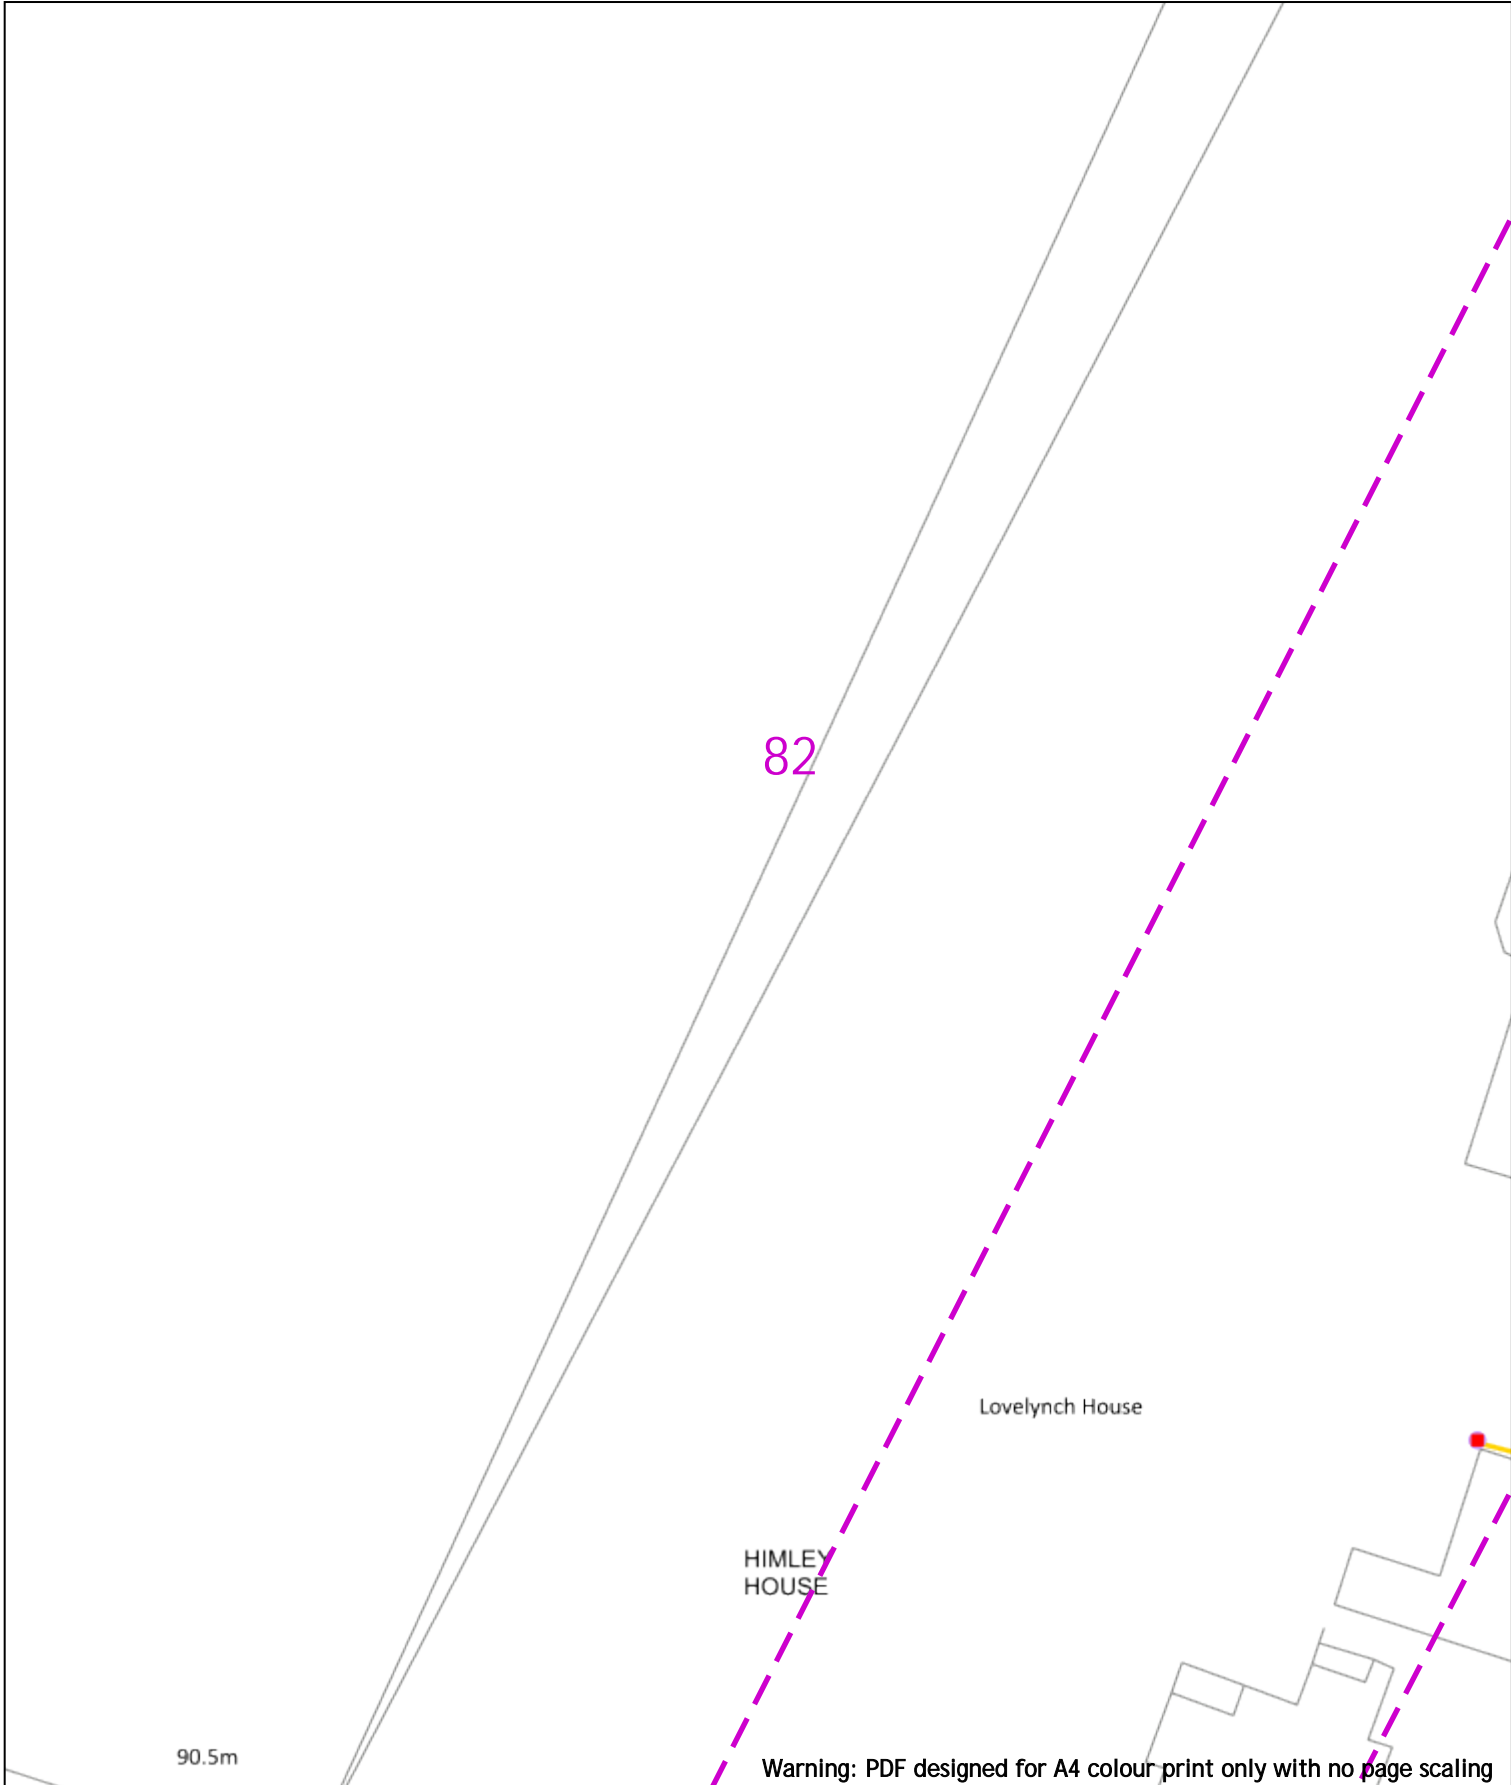 82
Lovelynch House
HIMLEY
HOUSE
90.5m
Warning: PDF designed for A4 colour print only with no page scaling